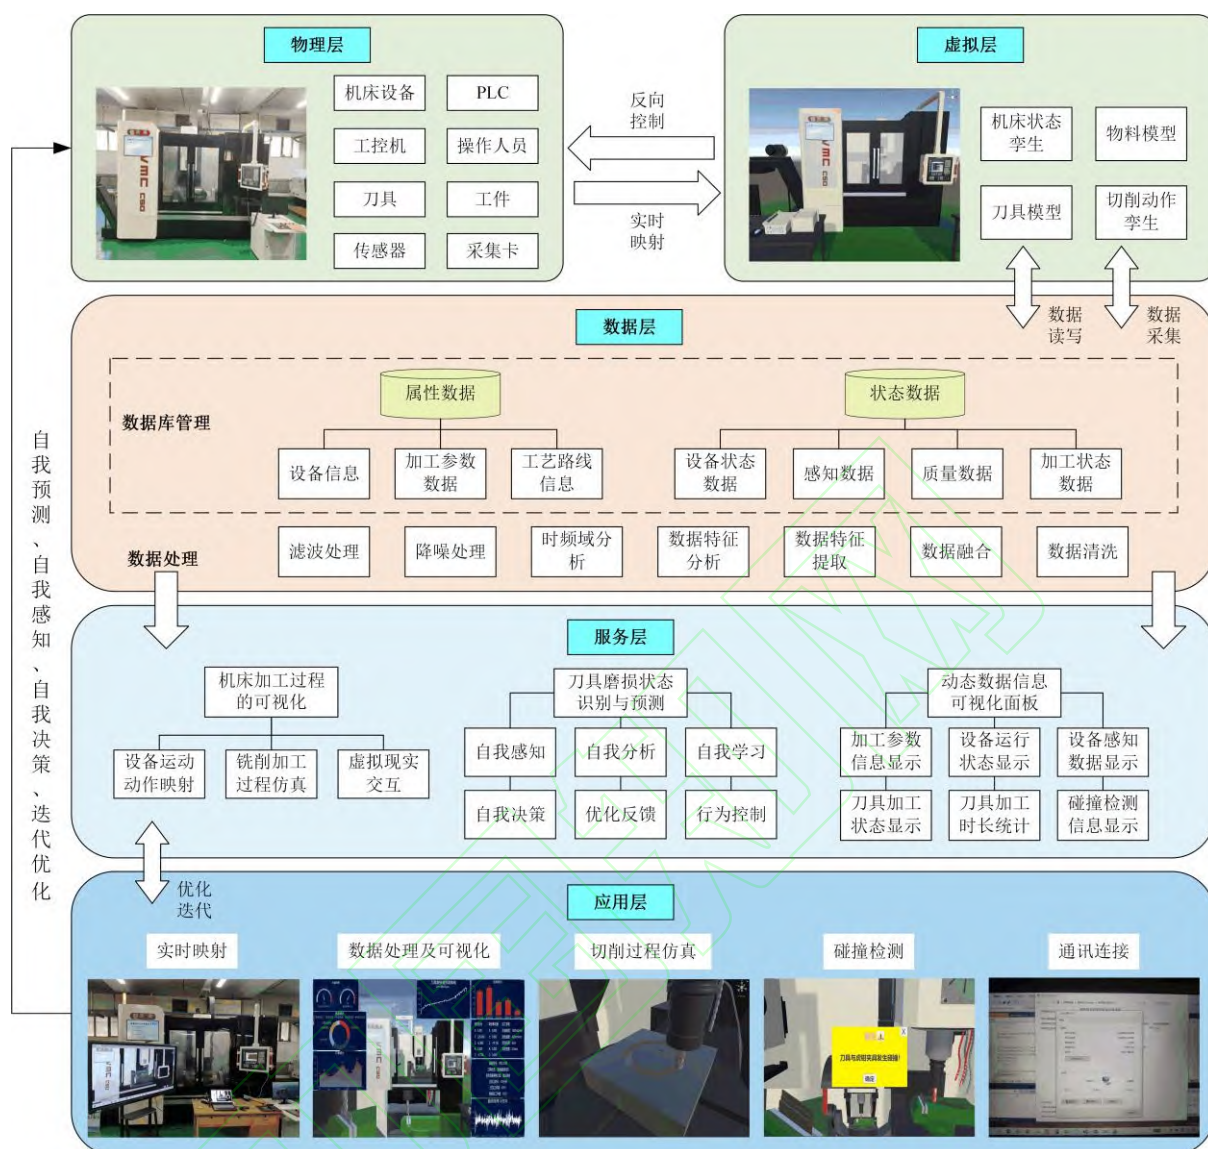 物理层
机床设备
PLC
工控机
操作人员
刀具
工件
传感器
采集卡
VMC
C50
反向
控制
实时
映射
虚拟层
机床状态
孪生
物料模型
刀具模型
切削动作
孪生
数据
读写
数据
采集
数据层
数据库管理
属性数据
设备信息
加工参数
数据
工艺路线
信息
状态数据
设备状态
数据
感知数据
质量数据
加工状态
数据
数据处理
滤波处理
降噪处理
时频域分
析
数据特征
分析
数据特征
提取
数据融合
数据清洗
服务层
机床加工过程
的可视化
设备运动
动作映射
铣削加工
过程仿真
虚拟现实
交互
刀具磨损状态
识别与预测
自我感知
自我分析
自我学习
自我决策
优化反馈
行为控制
动态数据信息
可视化面板
加工参数
信息显示
设备运行
状态显示
设备感知
数据显示
刀具加工
状态显示
刀具加工
时长统计
碰撞检测
信息显示
优化
迭代
应用层
实时映射
数据处理及可视化
切削过程仿真
碰撞检测
通讯连接
自我预测、自我感知、自我决策、迭代优化